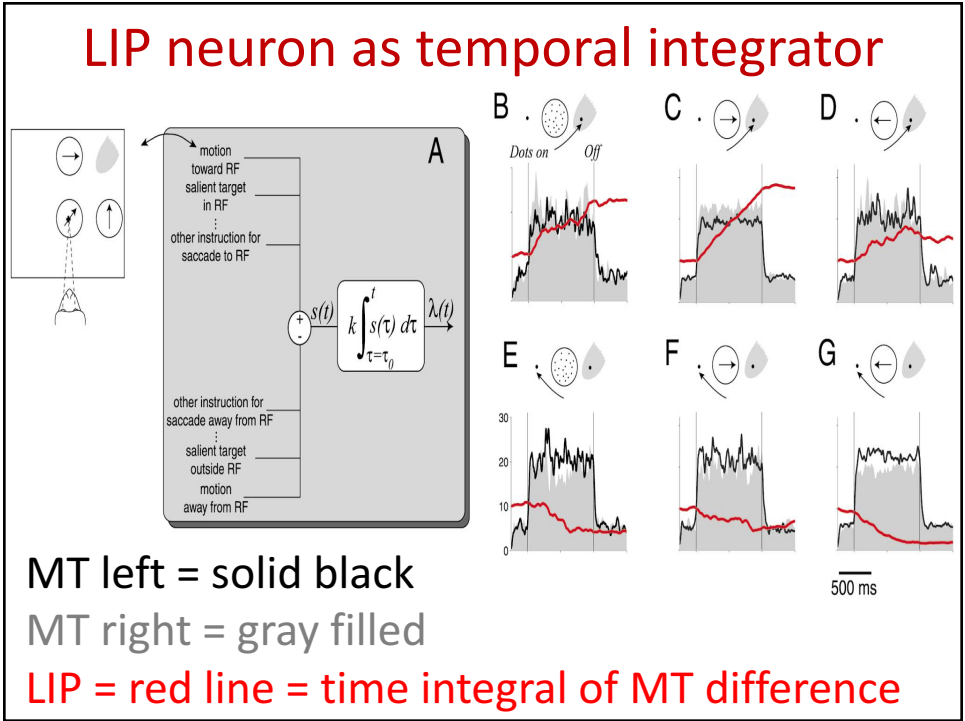 LIP neuron as temporal integrator
A
motion
toward RF
salient target
in RF
⋮
other instruction for
saccade to RF
+
-
s(t)
k∫ₜ₌ₜ₀ᵗ s(τ) dτ
λ(t)
other instruction for
saccade away from RF
⋮
salient target
outside RF
motion
away from RF
B
Dots on
Off
C
D
E
30
20
10
0
F
G
500 ms
MT left = solid black
MT right = gray filled
LIP = red line = time integral of MT difference